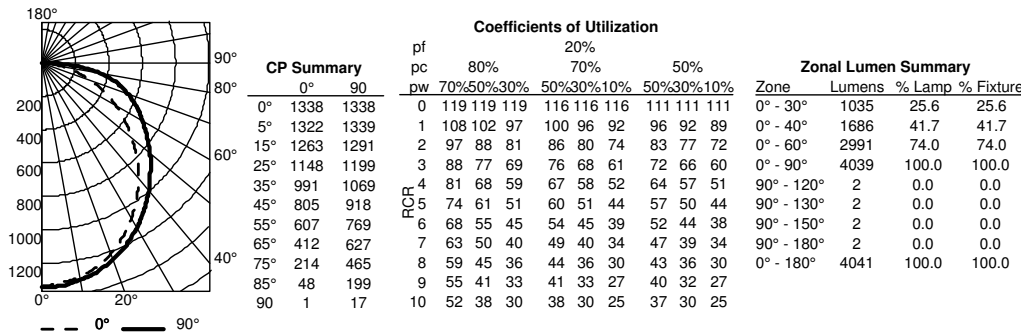 180°
90°
80°
60°
40°
20°
0°
200
400
600
800
1000
1200
0° 90°
CP Summary
0° 90
0° 1338 1338
5° 1322 1339
15° 1263 1291
25° 1148 1199
35° 991 1069
45° 805 918
55° 607 769
65° 412 627
75° 214 465
85° 48 199
90 1 17
Coefficients of Utilization
pf 20%
pc 80% 70% 50%
pw 70%50%30% 50%30%10% 50%30%10%
RCR
0 119 119 119 116 116 116 111 111 111
1 108 102 97 100 96 92 96 92 89
2 97 88 81 86 80 74 83 77 72
3 88 77 69 76 68 61 72 66 60
4 81 68 59 67 58 52 64 57 51
5 74 61 51 60 51 44 57 50 44
6 68 55 45 54 45 39 52 44 38
7 63 50 40 49 40 34 47 39 34
8 59 45 36 44 36 30 43 36 30
9 55 41 33 41 33 27 40 32 27
10 52 38 30 38 30 25 37 30 25
Zonal Lumen Summary
Zone Lumens % Lamp % Fixture
0° - 30° 1035 25.6 25.6
0° - 40° 1686 41.7 41.7
0° - 60° 2991 74.0 74.0
0° - 90° 4039 100.0 100.0
90° - 120° 2 0.0 0.0
90° - 130° 2 0.0 0.0
90° - 150° 2 0.0 0.0
90° - 180° 2 0.0 0.0
0° - 180° 4041 100.0 100.0